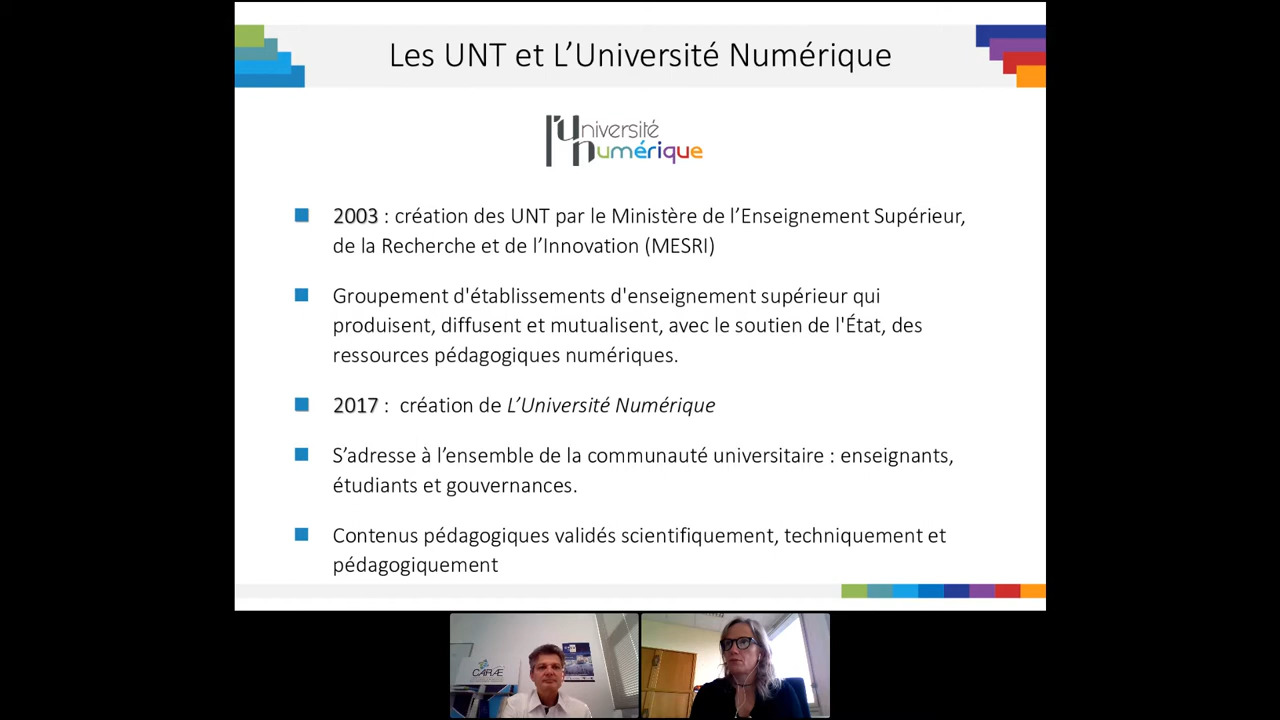 Les UNT et L’Université Numérique
l'Université
numérique
2003 : création des UNT par le Ministère de l’Enseignement Supérieur,
de la Recherche et de l’Innovation (MESRI)
Groupement d'établissements d'enseignement supérieur qui
produisent, diffusent et mutualisent, avec le soutien de l'État, des
ressources pédagogiques numériques.
2017 :  création de L’Université Numérique
S’adresse à l’ensemble de la communauté universitaire : enseignants,
étudiants et gouvernances.
Contenus pédagogiques validés scientifiquement, techniquement et
pédagogiquement